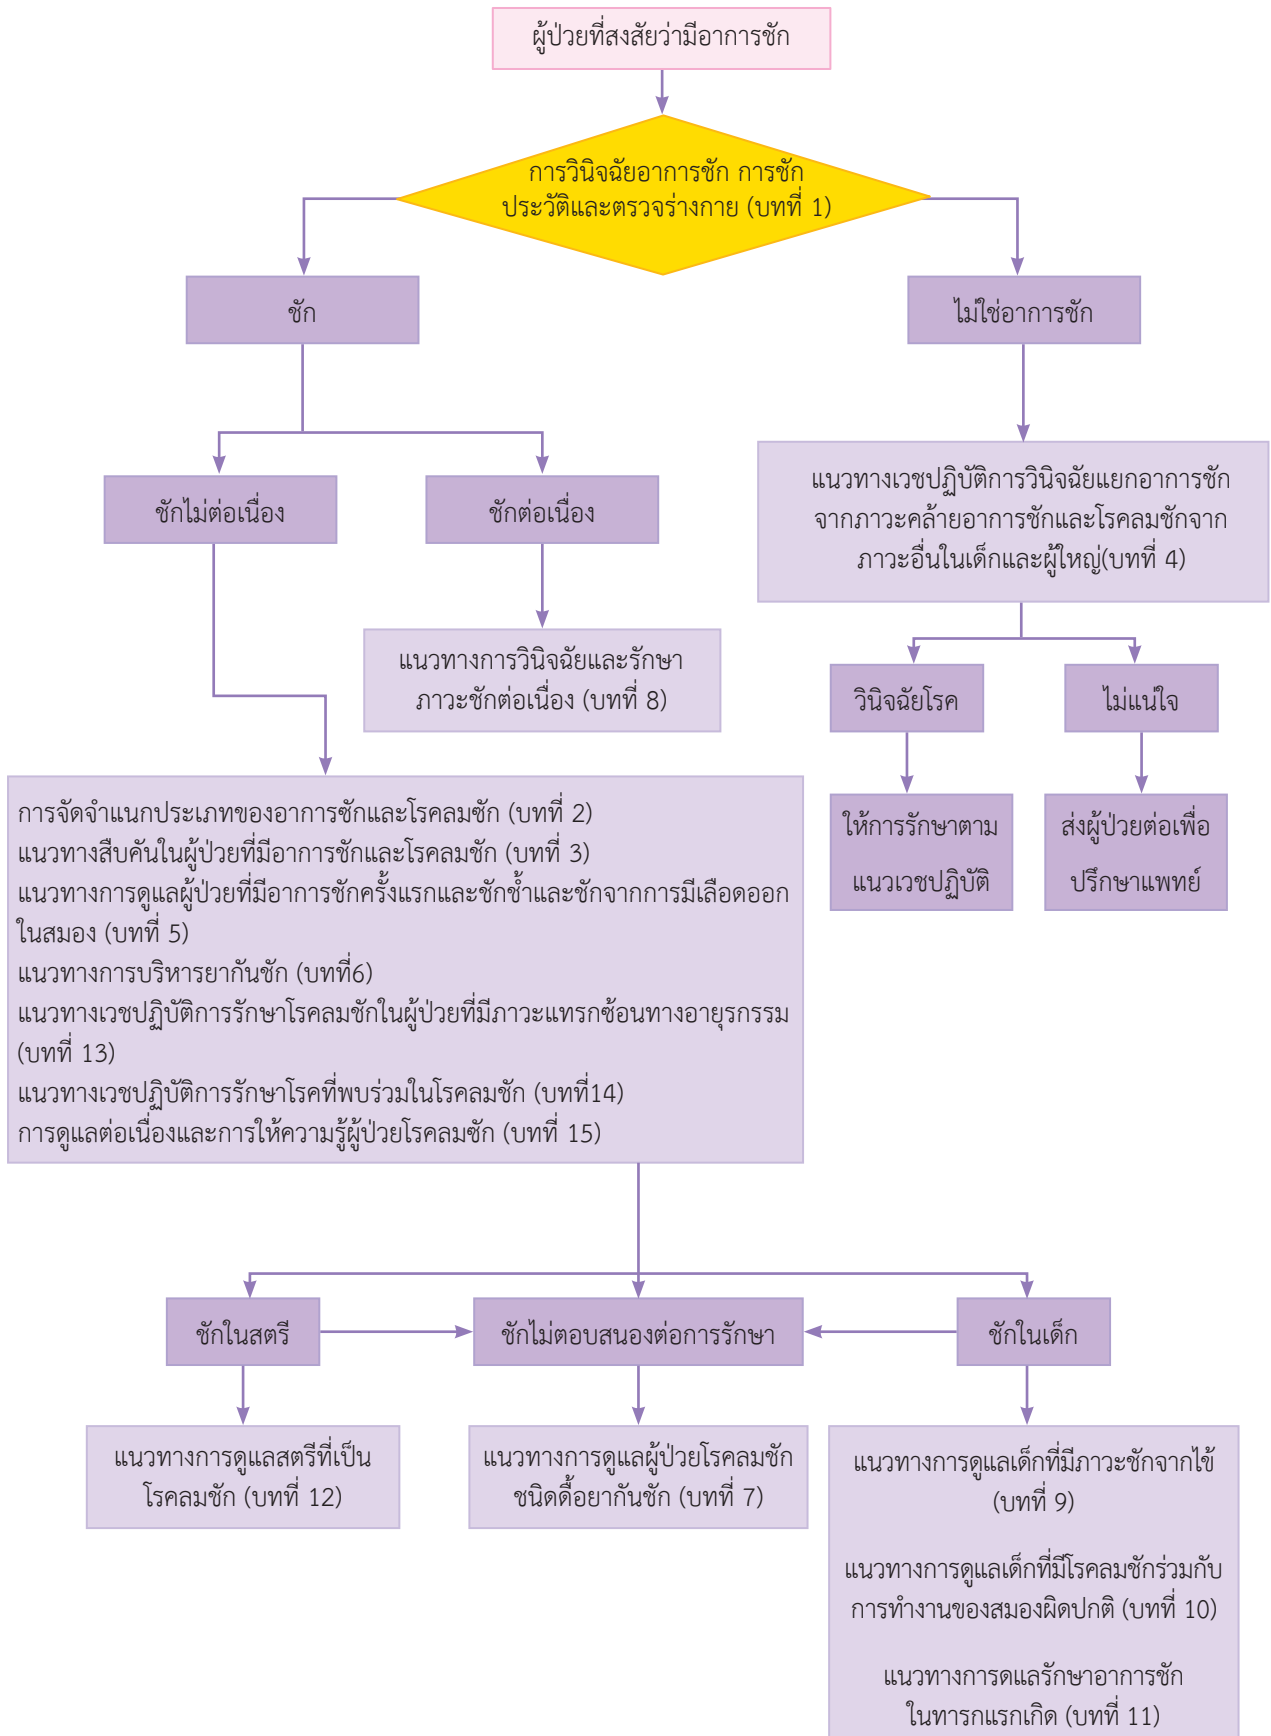 ผู้ป่วยที่สงสัยว่ามีอาการชัก
การวินิจฉัยอาการชัก การชัก
ประวัติและตรวจร่างกาย (บทที่ 1)
ชัก
ไม่ใช่อาการชัก
ชักไม่ต่อเนื่อง
ชักต่อเนื่อง
แนวทางเวชปฏิบัติการวินิจฉัยแยกอาการชัก
จากภาวะคล้ายอาการชักและโรคลมชักจาก
ภาวะอื่นในเด็กและผู้ใหญ่(บทที่ 4)
แนวทางการวินิจฉัยและรักษา
ภาวะชักต่อเนื่อง (บทที่ 8)
วินิจฉัยโรค
ไม่แน่ใจ
ให้การรักษาตาม
แนวเวชปฏิบัติ
ส่งผู้ป่วยต่อเพื่อ
ปรึกษาแพทย์
การจัดจำแนกประเภทของอาการซักและโรคลมซัก (บทที่ 2)
แนวทางสืบคันในผู้ป่วยที่มีอาการชักและโรคลมชัก (บทที่ 3)
แนวทางการดูแลผู้ป่วยที่มีอาการชักครั้งแรกและชักซ้ำและชักจากการมีเลือดออก
ในสมอง (บทที่ 5)
แนวทางการบริหารยากันชัก (บทที่6)
แนวทางเวชปฏิบัติการรักษาโรคลมชักในผู้ป่วยที่มีภาวะแทรกซ้อนทางอายุรกรรม
(บทที่ 13)
แนวทางเวชปฏิบัติการรักษาโรคที่พบร่วมในโรคลมชัก (บทที่14)
การดูแลต่อเนื่องและการให้ความรู้ผู้ป่วยโรคลมซัก (บทที่ 15)
ชักในสตรี
ชักไม่ตอบสนองต่อการรักษา
ชักในเด็ก
แนวทางการดูแลสตรีที่เป็น
โรคลมชัก (บทที่ 12)
แนวทางการดูแลผู้ป่วยโรคลมชัก
ชนิดดื้อยากันชัก (บทที่ 7)
แนวทางการดูแลเด็กที่มีภาวะชักจากไข้
(บทที่ 9)
แนวทางการดูแลเด็กที่มีโรคลมชักร่วมกับ
การทำงานของสมองผิดปกติ (บทที่ 10)
แนวทางการดแลรักษาอาการชัก
ในทารกแรกเกิด (บทที่ 11)